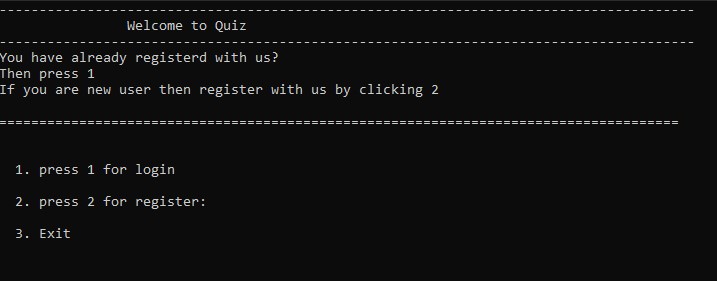 ---------------------------------------------------------------------------------------
Welcome to Quiz
---------------------------------------------------------------------------------------
You have already registerd with us?
Then press 1
If you are new user then register with us by clicking 2
=====================================================================================
1. press 1 for login
2. press 2 for register:
3. Exit